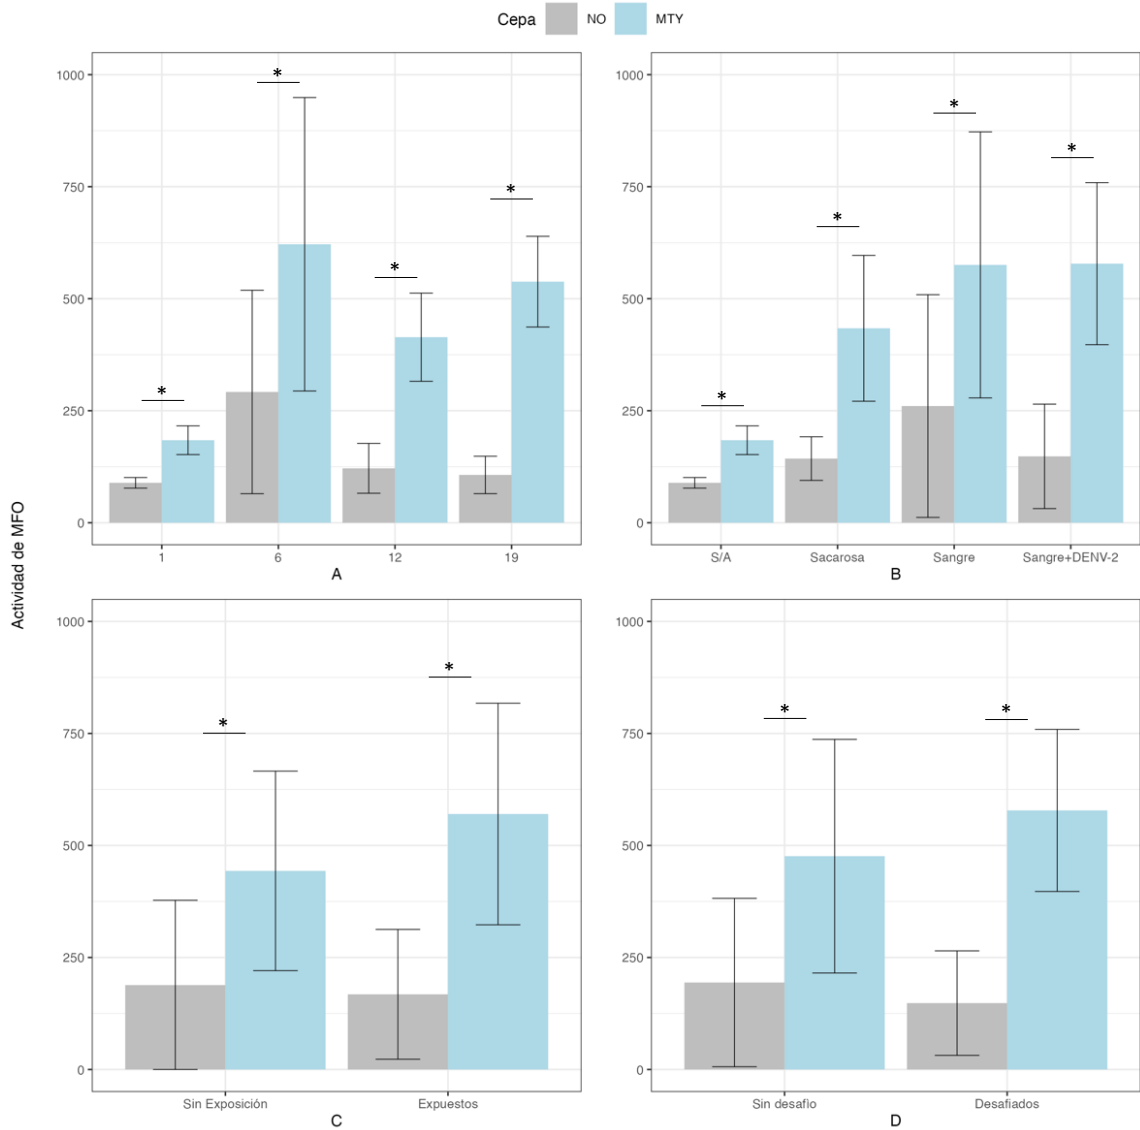 Cepa NO MTY
Actividad de MFO
* * * *
1000
750
500
250
0
1 6 12 19
A
* * * *
1000
750
500
250
0
S/A Sacarosa Sangre Sangre+DENV-2
B
* *
1000
750
500
250
0
Sin Exposición Expuestos
C
* *
1000
750
500
250
0
Sin desafio Desafiados
D